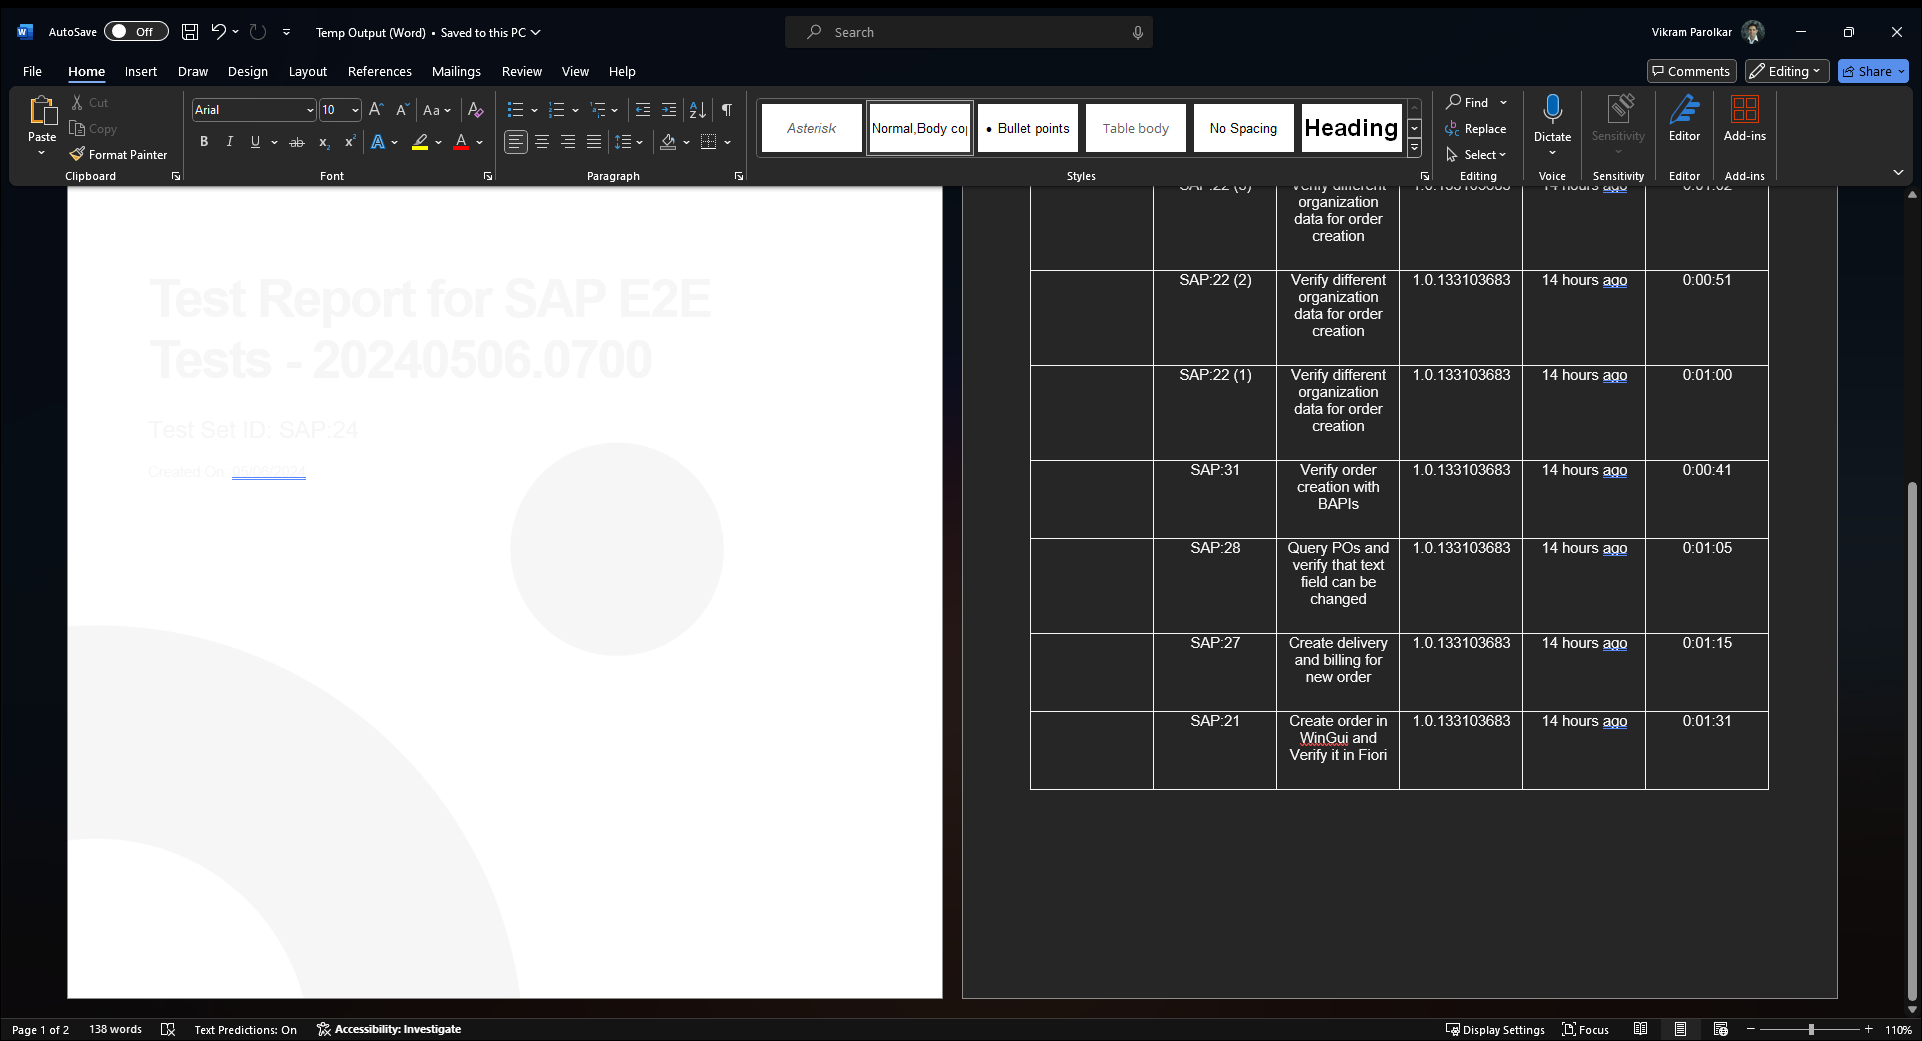 AutoSave Off Temp Output (Word) • Saved to this PC Search Vikram Parolkar
File Home Insert Draw Design Layout References Mailings Review View Help Comments Editing Share
Paste
Cut
Copy
Format Painter
Clipboard
Arial 10
Font
Paragraph
Asterisk Normal,Body co • Bullet points Table body No Spacing Heading
Styles
Find
Replace
Select
Editing
Dictate
Voice
Sensitivity
Sensitivity
Editor
Editor
Add-ins
Add-ins
Test Report for SAP E2E
Tests - 20240506.0700
Test Set ID: SAP:24
Created On 05/06/2024
SAP:22 (3) Verify different 1.0.133103683 14 hours ago 0:01:02
organization
data for order
creation
SAP:22 (2) Verify different 1.0.133103683 14 hours ago 0:00:51
organization
data for order
creation
SAP:22 (1) Verify different 1.0.133103683 14 hours ago 0:01:00
organization
data for order
creation
SAP:31 Verify order 1.0.133103683 14 hours ago 0:00:41
creation with
BAPIs
SAP:28 Query POs and 1.0.133103683 14 hours ago 0:01:05
verify that text
field can be
changed
SAP:27 Create delivery 1.0.133103683 14 hours ago 0:01:15
and billing for
new order
SAP:21 Create order in 1.0.133103683 14 hours ago 0:01:31
WinGui and
Verify it in Fiori
Page 1 of 2 138 words Text Predictions: On Accessibility: Investigate Display Settings Focus 110%